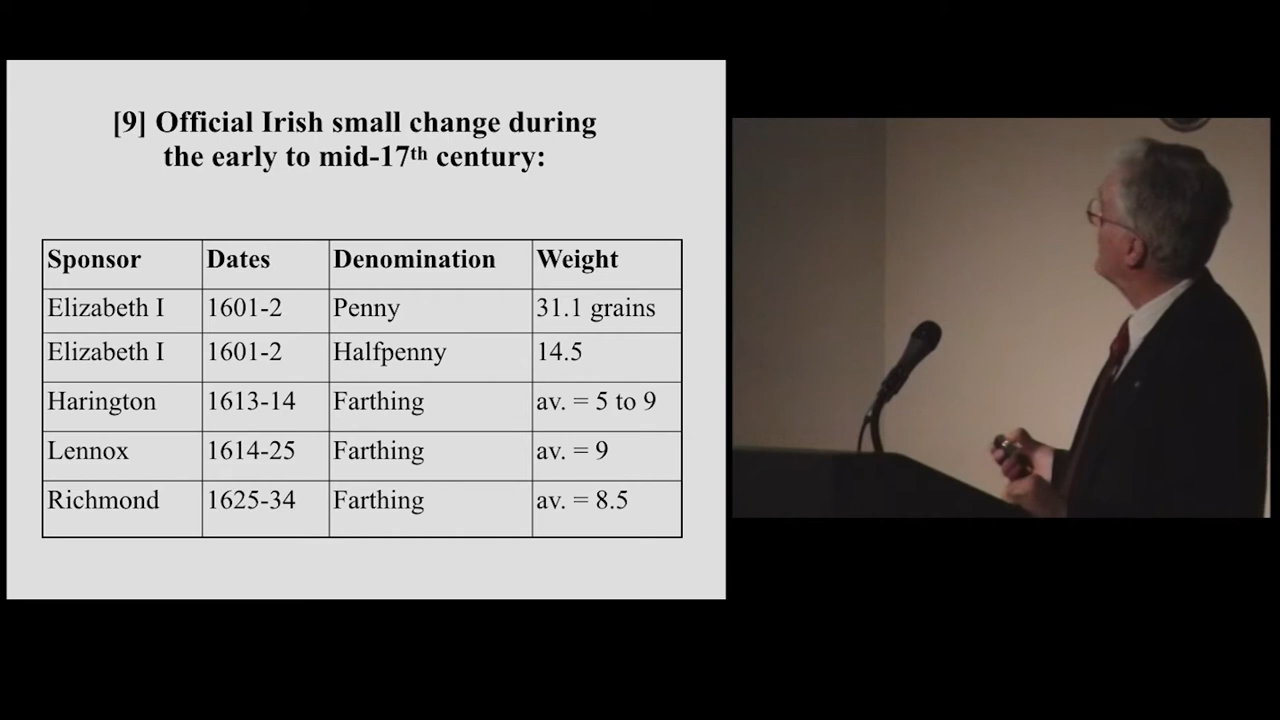 [9] Official Irish small change during
the early to mid-17th century:
Sponsor Dates Denomination Weight
Elizabeth I 1601-2 Penny 31.1 grains
Elizabeth I 1601-2 Halfpenny 14.5
Harington 1613-14 Farthing av. = 5 to 9
Lennox 1614-25 Farthing av. = 9
Richmond 1625-34 Farthing av. = 8.5